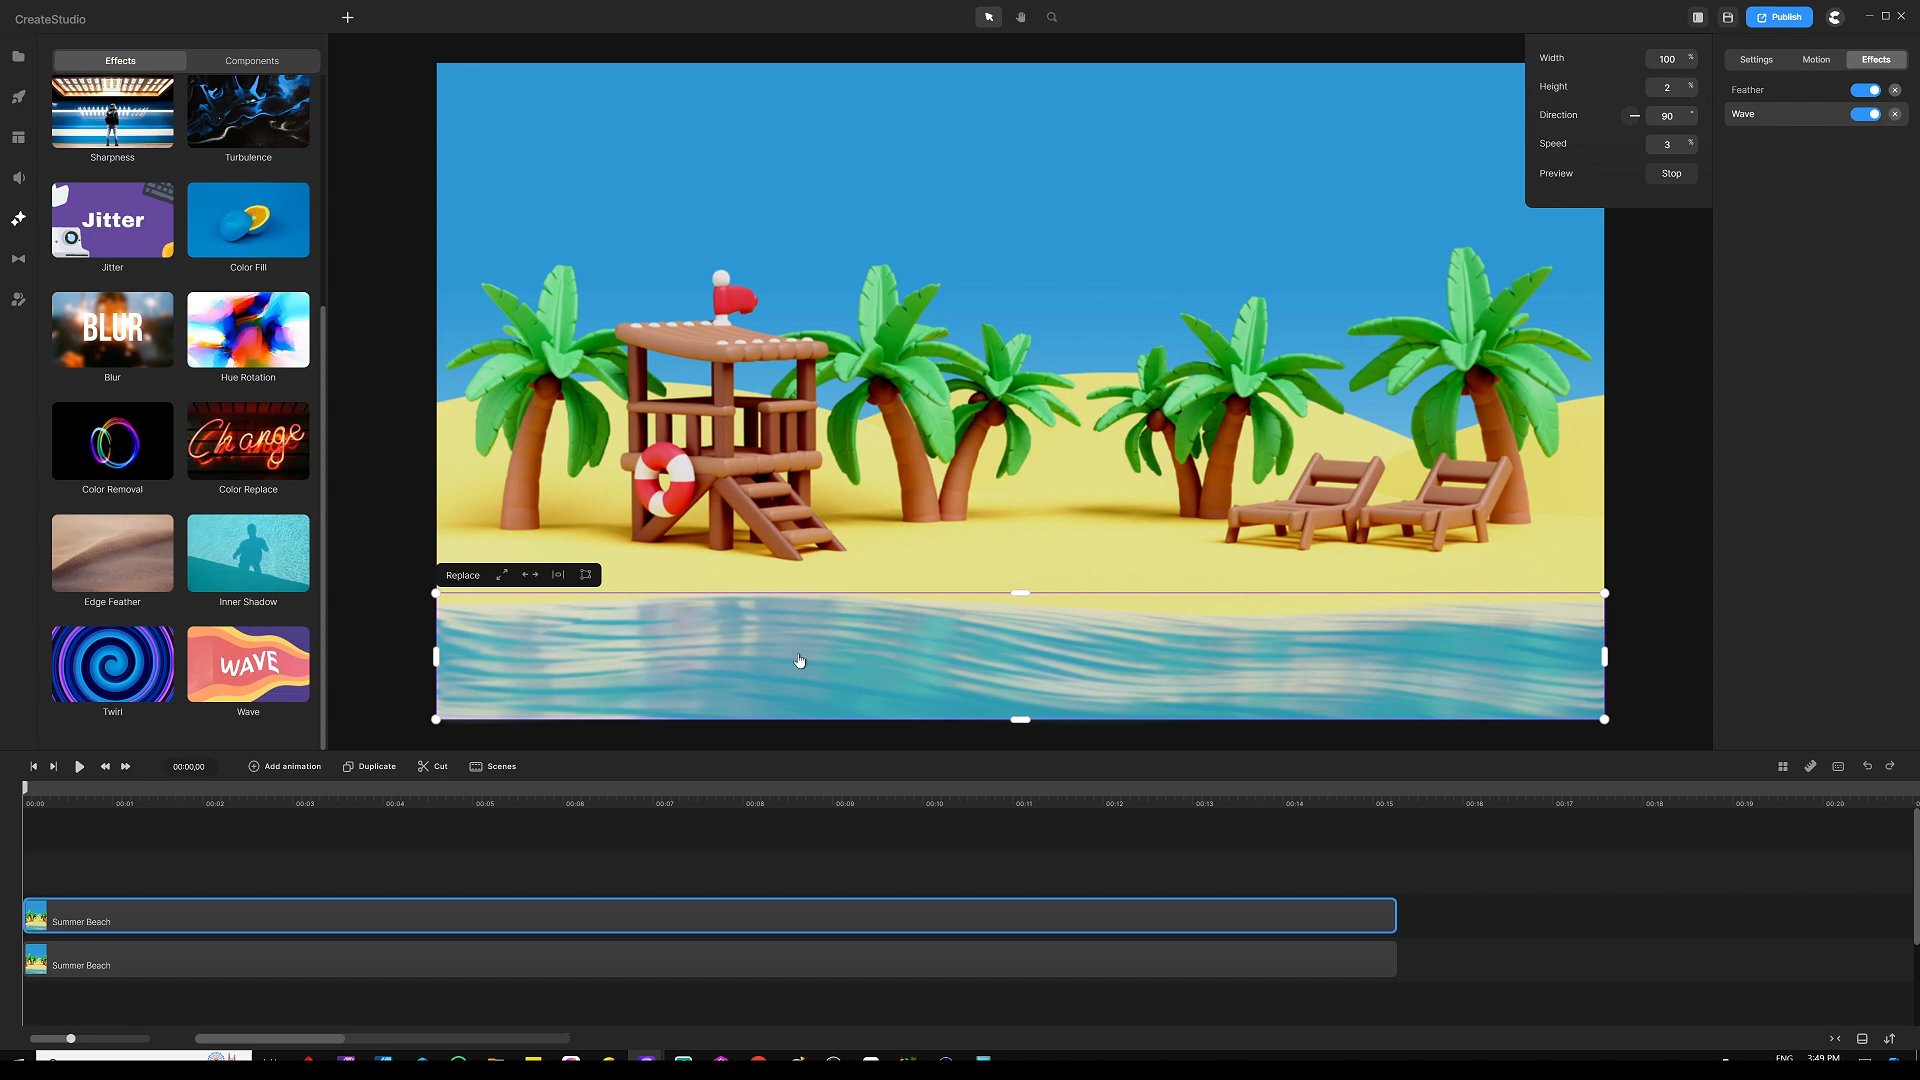 CreateStudio
Publish
Effects
Components
Sharpness
Turbulence
Jitter
Jitter
Color Fill
BLUR
Blur
Hue Rotation
Change
Color Removal
Color Replace
Edge Feather
Inner Shadow
WAVE
Twirl
Wave
Width
100 %
Height
2 %
Direction
90 °
Speed
3 %
Preview
Stop
Settings
Motion
Effects
Feather
Wave
Replace
00:00,00
Add animation
Duplicate
Cut
Scenes
00:00
00:01
00:02
00:03
00:04
00:05
00:06
00:07
00:08
00:09
00:10
00:11
00:12
00:13
00:14
00:15
00:16
00:17
00:18
00:19
00:20
Summer Beach
Summer Beach
ENG
3:49 PM